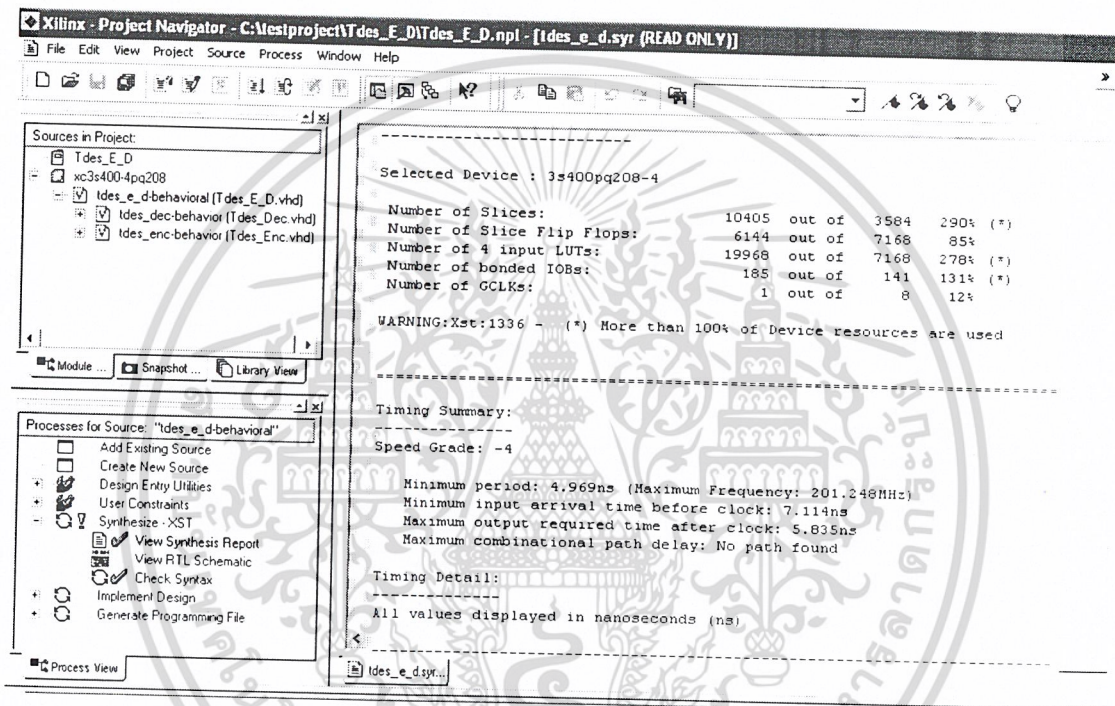 Xilinx - Project Navigator - C:\testproject\Tdes_E_D\Tdes_E_D.npl - [tdes_e_d.syr (READ ONLY)]
File Edit View Project Source Process Window Help
Sources in Project:
Tdes_E_D
xc3s400-4pq208
tdes_e_d-behavioral (Tdes_E_D.vhd)
tdes_dec-behavior (Tdes_Dec.vhd)
tdes_enc-behavior (Tdes_Enc.vhd)
Module ... Snapshot ... Library View
Processes for Source: "tdes_e_d-behavioral"
Add Existing Source
Create New Source
Design Entry Utilities
User Constraints
Synthesize - XST
View Synthesis Report
View RTL Schematic
Check Syntax
Implement Design
Generate Programming File
Process View
---------------------------
Selected Device : 3s400pq208-4
Number of Slices: 10405 out of 3584 290% (*)
Number of Slice Flip Flops: 6144 out of 7168 85%
Number of 4 input LUTs: 19968 out of 7168 278% (*)
Number of bonded IOBs: 185 out of 141 131% (*)
Number of GCLKs: 1 out of 8 12%
WARNING:Xst:1336 - (*) More than 100% of Device resources are used
=========================================================================
Timing Summary:
---------------
Speed Grade: -4
Minimum period: 4.969ns (Maximum Frequency: 201.248MHz)
Minimum input arrival time before clock: 7.114ns
Maximum output required time after clock: 5.835ns
Maximum combinational path delay: No path found
Timing Detail:
--------------
All values displayed in nanoseconds (ns)
tdes_e_d.syr...